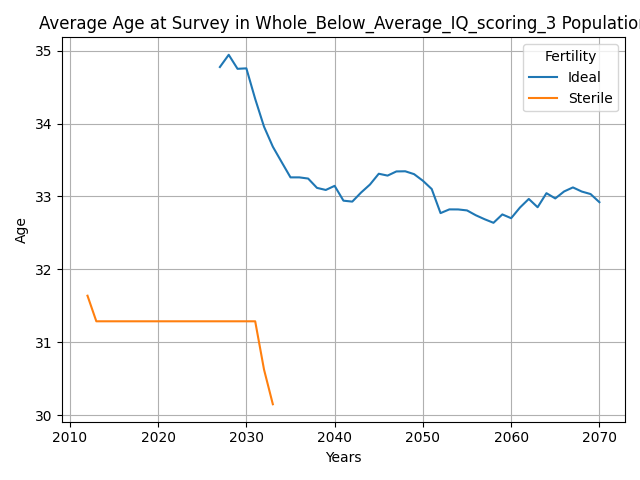 Average Age at Survey in Whole_Below_Average_IQ_scoring_3 Population
Fertility
Ideal
Sterile
35
34
33
32
31
30
Age
2010 2020 2030 2040 2050 2060 2070
Years